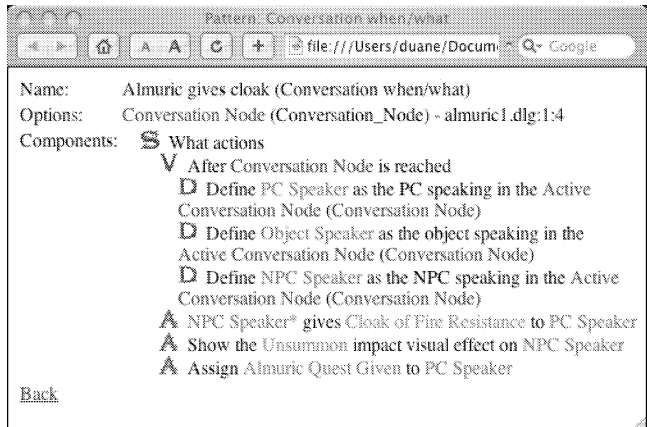 Pattern: Conversation when/what
A A C + file:///Users/duane/Docum Q Google
Name: Almuric gives cloak (Conversation when/what)
Options: Conversation Node (Conversation_Node) - almuric1.dlg:1:4
Components: S What actions
V After Conversation Node is reached
D Define PC Speaker as the PC speaking in the Active
Conversation Node (Conversation Node)
D Define Object Speaker as the object speaking in the
Active Conversation Node (Conversation Node)
D Define NPC Speaker as the NPC speaking in the Active
Conversation Node (Conversation Node)
A NPC Speaker* gives Cloak of Fire Resistance to PC Speaker
A Show the Unsummon impact visual effect on NPC Speaker
A Assign Almuric Quest Given to PC Speaker
Back